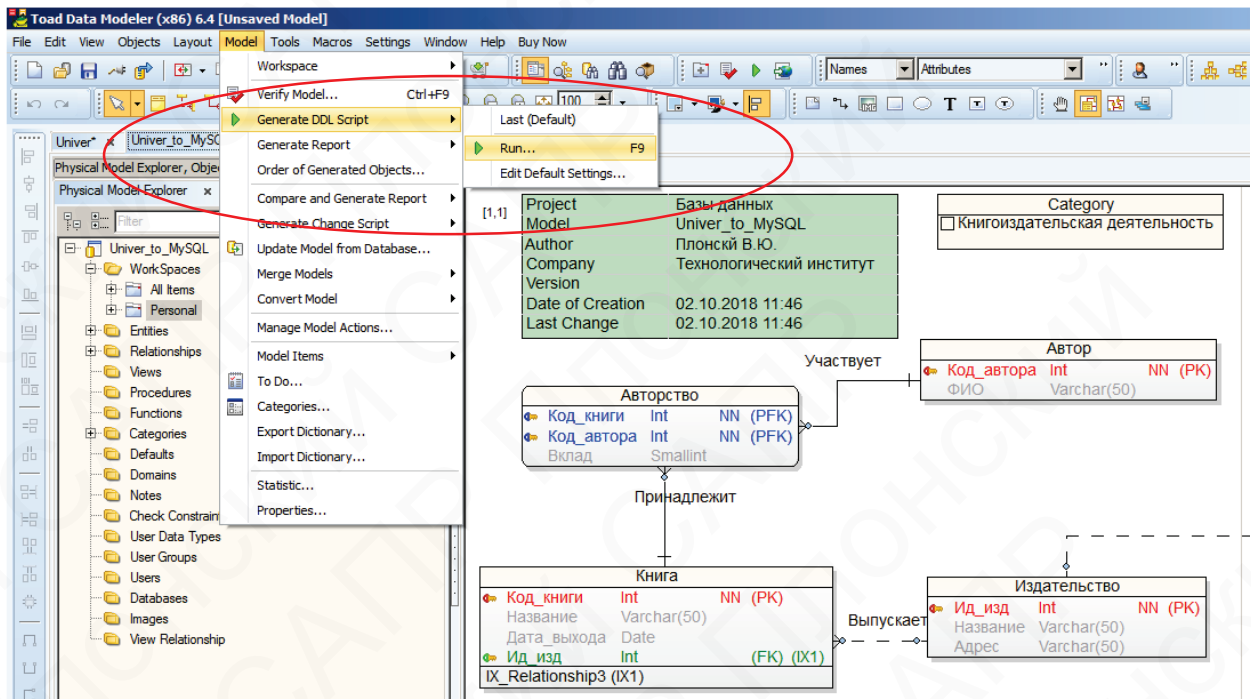 Toad Data Modeler (x86) 6.4 [Unsaved Model]
File Edit View Objects Layout Model Tools Macros Settings Window Help Buy Now
Names Attributes
100
T
Univer* x Univer_to_MySQ
Physical Model Explorer, Obje
Physical Model Explorer x
Filter
Univer_to_MySQL
WorkSpaces
All Items
Personal
Entities
Relationships
Views
Procedures
Functions
Categories
Defaults
Domains
Notes
Check Constrain
User Data Types
User Groups
Users
Databases
Images
View Relationship
Workspace
Verify Model... Ctrl+F9
Generate DDL Script
Generate Report
Order of Generated Objects...
Compare and Generate Report
Generate Change Script
Update Model from Database...
Merge Models
Convert Model
Manage Model Actions...
Model Items
To Do...
Categories...
Export Dictionary...
Import Dictionary...
Statistic...
Properties...
Last (Default)
Run... F9
Edit Default Settings...
[1,1]
Project Базы данных
Model Univer_to_MySQL
Author Плонскй В.Ю.
Company Технологический институт
Version
Date of Creation 02.10.2018 11:46
Last Change 02.10.2018 11:46
Category
Книгоиздательская деятельность
Участвует
Автор
Код_автора Int NN (PK)
ФИО Varchar(50)
Авторство
Код_книги Int NN (PFK)
Код_автора Int NN (PFK)
Вклад Smallint
Принадлежит
Книга
Код_книги Int NN (PK)
Название Varchar(50)
Дата_выхода Date
Ид_изд Int (FK) (IX1)
IX_Relationship3 (IX1)
Выпускает
Издательство
Ид_изд Int NN (PK)
Название Varchar(50)
Адрес Varchar(50)